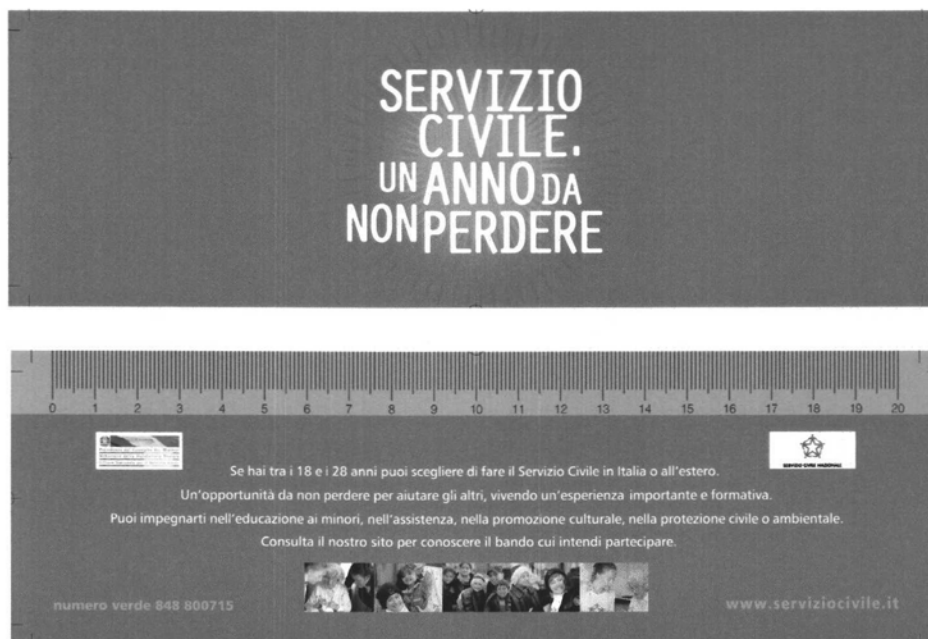 SERVIZIO
CIVILE.
UN ANNO DA
NON PERDERE
0 1 2 3 4 5 6 7 8 9 10 11 12 13 14 15 16 17 18 19 20
SERVIZIO CIVILE NAZIONALE
Se hai tra i 18 e i 28 anni puoi scegliere di fare il Servizio Civile in Italia o all'estero.
Un'opportunità da non perdere per aiutare gli altri, vivendo un'esperienza importante e formativa.
Puoi impegnarti nell'educazione ai minori, nell'assistenza, nella promozione culturale, nella protezione civile o ambientale.
Consulta il nostro sito per conoscere il bando cui intendi partecipare.
numero verde 848 800715
www.serviziocivile.it